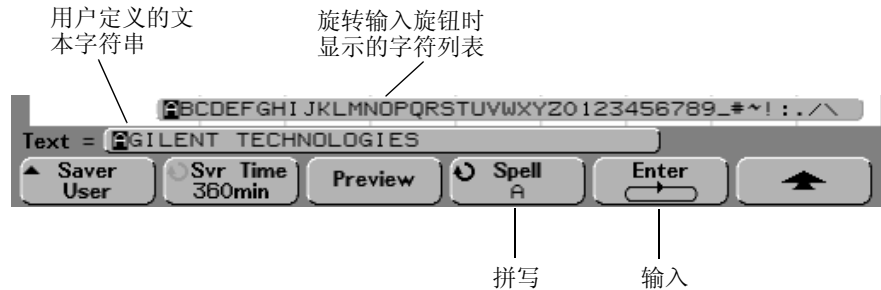 用户定义的文
本字符串
旋转输入旋钮时
显示的字符列表
ABCDEFGHIJKLMNOPQRSTUVWXYZ0123456789_#~!:./\
Text = AGILENT TECHNOLOGIES
Saver
User
Svr Time
360min
Preview
Spell
A
Enter
拼写
输入